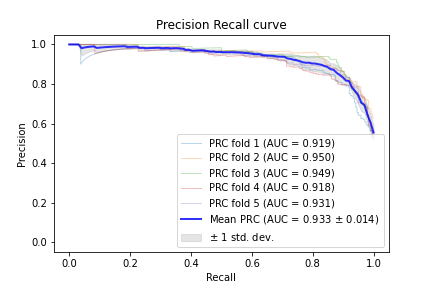 Precision Recall curve
1.0
0.8
0.6
0.4
0.2
0.0
Precision
PRC fold 1 (AUC = 0.919)
PRC fold 2 (AUC = 0.950)
PRC fold 3 (AUC = 0.949)
PRC fold 4 (AUC = 0.918)
PRC fold 5 (AUC = 0.931)
Mean PRC (AUC = 0.933 ± 0.014)
± 1 std. dev.
0.0 0.2 0.4 0.6 0.8 1.0
Recall